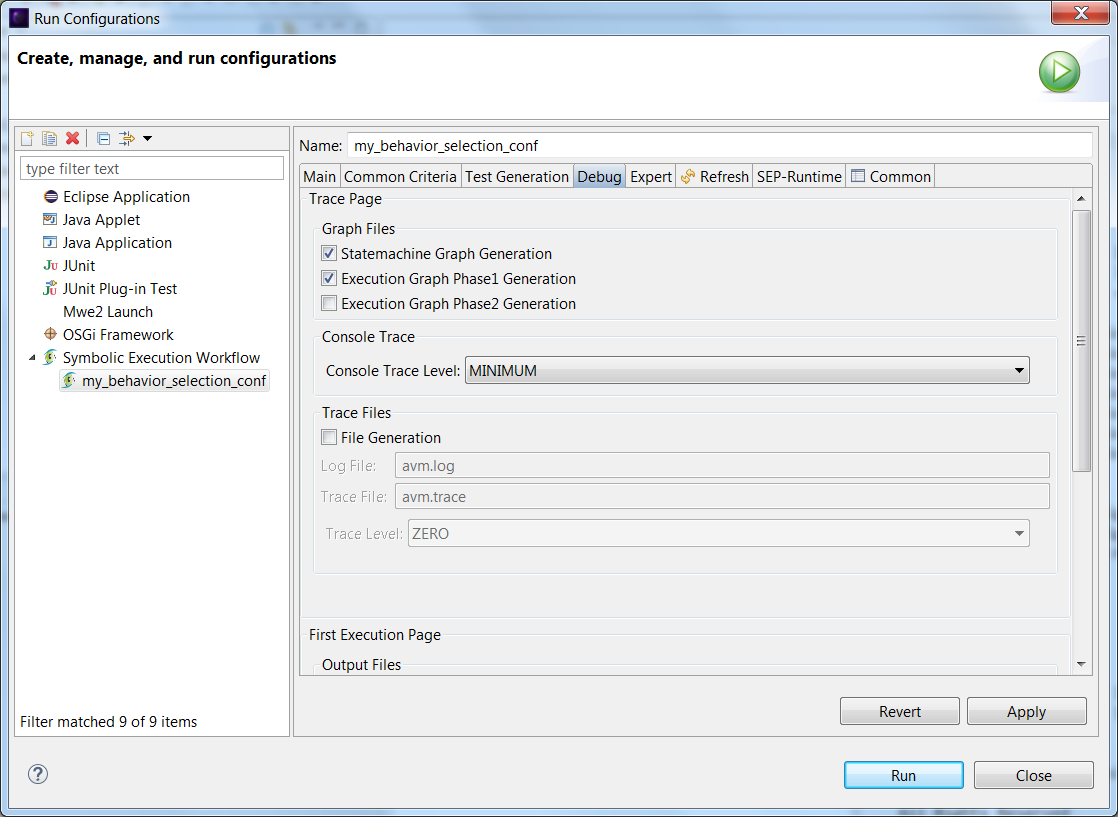 Run Configurations
Create, manage, and run configurations
type filter text
Eclipse Application
Java Applet
Java Application
JUnit
JUnit Plug-in Test
Mwe2 Launch
OSGi Framework
Symbolic Execution Workflow
my_behavior_selection_conf
Filter matched 9 of 9 items
Name: my_behavior_selection_conf
Main Common Criteria Test Generation Debug Expert Refresh SEP-Runtime Common
Trace Page
Graph Files
Statemachine Graph Generation
Execution Graph Phase1 Generation
Execution Graph Phase2 Generation
Console Trace
Console Trace Level: MINIMUM
Trace Files
File Generation
Log File: avm.log
Trace File: avm.trace
Trace Level: ZERO
First Execution Page
Output Files
Revert Apply
Run Close